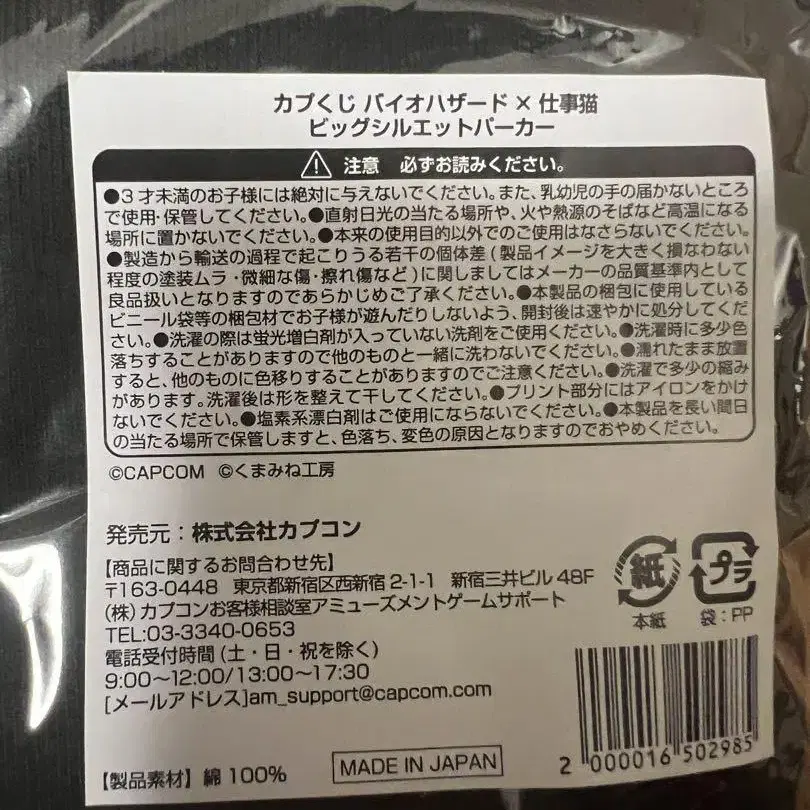 カプくじ バイオハザード × 仕事猫
ビッグシルエットパーカー
注意 必ずお読みください。
●3才未満のお子様には絶対に与えないでください。また、乳幼児の手の届かないところ
で使用・保管してください。●直射日光の当たる場所や、火や熱源のそばなど高温になる
場所に置かないでください。●本来の使用目的以外でのご使用はなさらないでください。
●製造から輸送の過程で起こりうる若干の個体差(製品イメージを大きく損なわない
程度の塗装ムラ・微細な傷・擦れ傷など)に関しましてはメーカーの品質基準内として
良品扱いとなりますのであらかじめご了承ください。●本製品の梱包に使用している
ビニール袋等の梱包材でお子様が遊んだりしないよう、開封後は速やかに処分してくだ
さい。●洗濯の際は蛍光増白剤が入っていない洗剤をご使用ください。●洗濯時に多少色
落ちすることがありますので他のものと一緒に洗わないでください。●濡れたまま放置
すると、他のものに色移りすることがありますのでご注意ください。●洗濯で多少の縮み
があります。洗濯後は形を整えて干してください。●プリント部分にはアイロンをかけ
ないでください。●塩素系漂白剤はご使用にならないでください。●本製品を長い間日
の当たる場所で保管しますと、色落ち、変色の原因となりますのでおやめください。
©CAPCOM ©くまみね工房
発売元：株式会社カプコン
【商品に関するお問合わせ先】
〒163-0448 東京都新宿区西新宿2-1-1 新宿三井ビル48F
(株)カプコンお客様相談室アミューズメントゲームサポート
TEL:03-3340-0653
電話受付時間(土・日・祝を除く)
9:00～12:00/13:00～17:30
[メールアドレス]am_support@capcom.com
紙 プラ
本紙 袋：PP
【製品素材】綿100%
MADE IN JAPAN
2 000016 502985